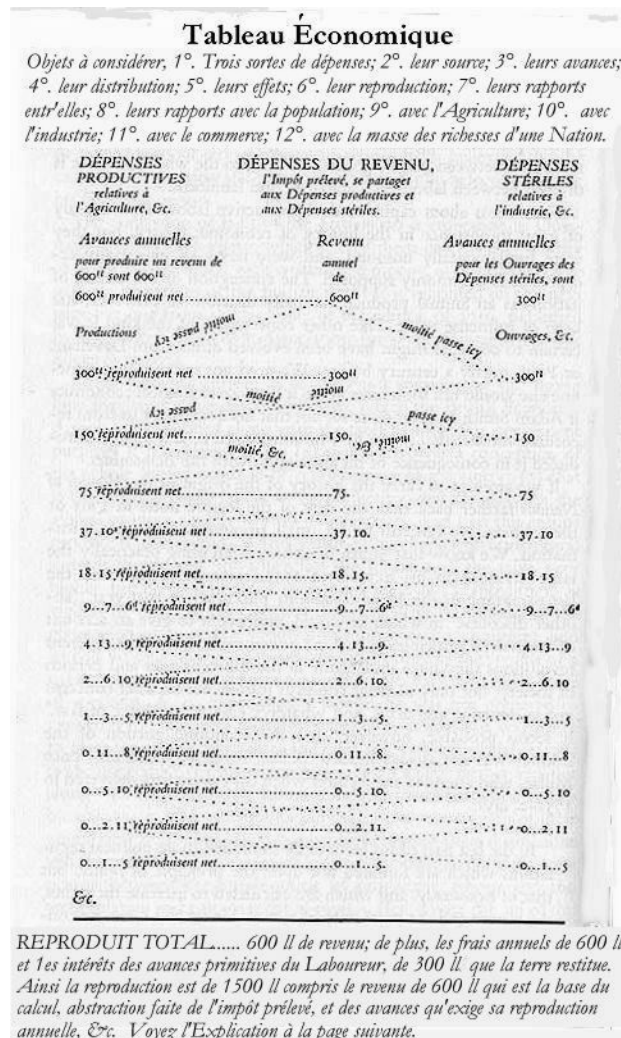 Tableau Économique
Objets à considérer, 1°. Trois sortes de dépenses; 2°. leur source; 3°. leurs avances;
4°. leur distribution; 5°. leurs effets; 6°. leur reproduction; 7°. leurs rapports
entr'elles; 8°. leurs rapports avec la population; 9°. avec l'Agriculture; 10°. avec
l'industrie; 11°. avec le commerce; 12°. avec la masse des richesses d'une Nation.
DÉPENSES PRODUCTIVES relatives à l'Agriculture, &c.
DÉPENSES DU REVENU, l'Impôt prélevé, se partaget aux Dépenses productives et aux Dépenses stériles.
DÉPENSES STÉRILES relatives à l'industrie, &c.
Avances annuelles Revenu Avances annuelles
pour produire un revenu de annuel pour les Ouvrages des
600ll sont 600ll de Dépenses stériles, sont
600ll produisent net....................600ll 300ll
moitié passe icy moitié passe icy
Productions Ouvrages, &c.
300ll reproduisent net....................300ll 300ll
moitié passe icy moitié passe icy
150 reproduisent net....................150. 150
moitié, &c. moitié, &c.
75 reproduisent net....................75. 75
37.10s reproduisent net....................37.10. 37.10
18.15 reproduisent net....................18.15. 18.15
9...7...6d reproduisent net....................9...7...6d 9...7...6d
4.13...9 reproduisent net....................4.13...9. 4.13...9
2...6.10 reproduisent net....................2...6.10. 2...6.10
1...3...5 reproduisent net....................1...3...5. 1...3...5
0.11...8 reproduisent net....................0.11...8. 0.11...8
0...5.10 reproduisent net....................0...5.10. 0...5.10
0...2.11 reproduisent net....................0...2.11. 0...2.11
0...1...5 reproduisent net....................0...1...5. 0...1...5
&c.
REPRODUIT TOTAL...... 600 ll de revenu; de plus, les frais annuels de 600 ll
et 1es intérêts des avances primitives du Laboureur, de 300 ll que la terre restitue.
Ainsi la reproduction est de 1500 ll compris le revenu de 600 ll qui est la base du
calcul, abstraction faite de l'impôt prélevé, et des avances qu'exige sa reproduction
annuelle, &c. Voyez l'Explication à la page suivante.